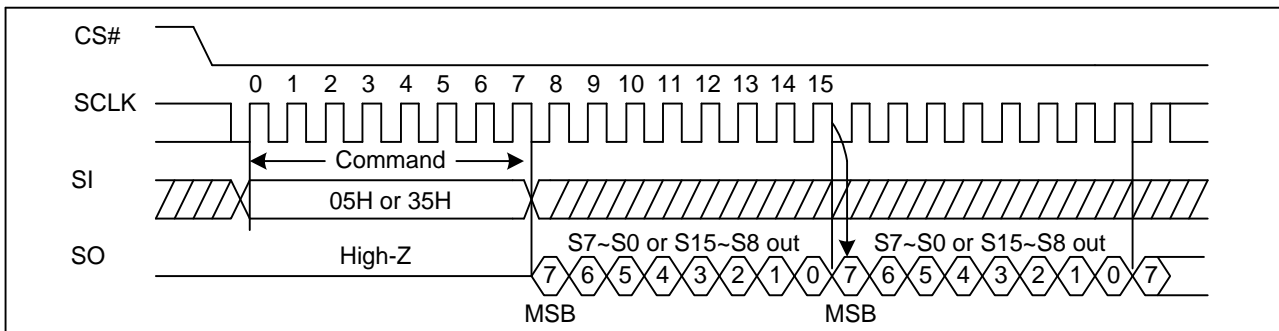 CS#
0 1 2 3 4 5 6 7 8 9 10 11 12 13 14 15
SCLK
Command
SI
05H or 35H
S7~S0 or S15~S8 out S7~S0 or S15~S8 out
SO
High-Z
7 6 5 4 3 2 1 0 7 6 5 4 3 2 1 0 7
MSB MSB